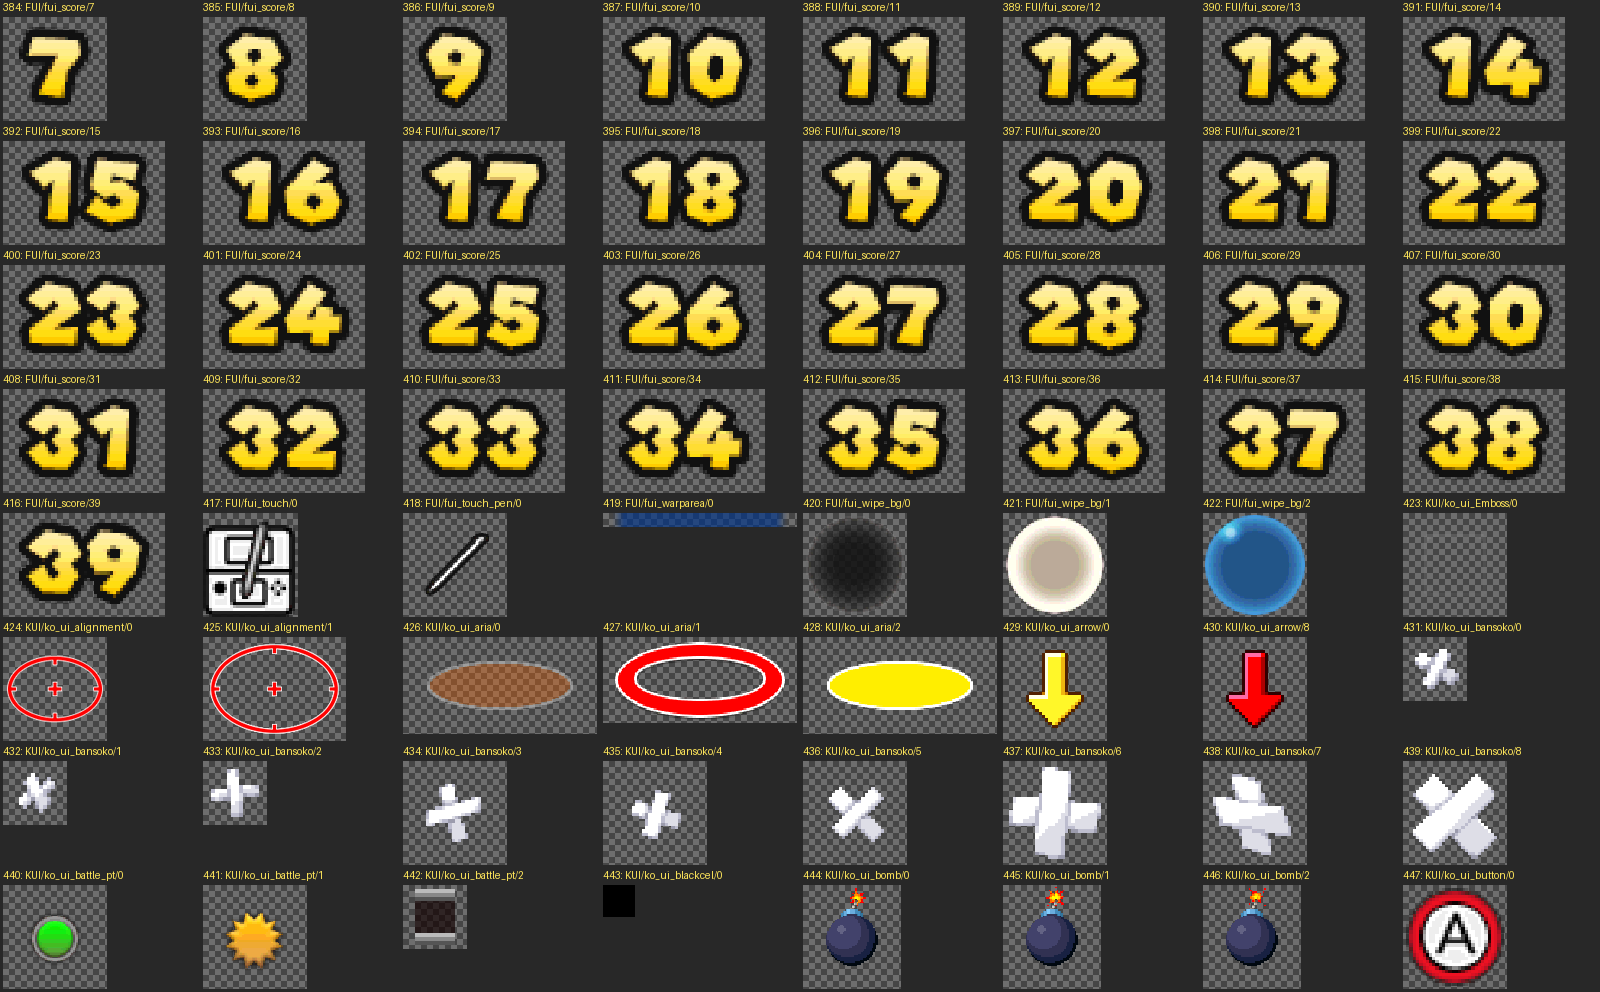 384: FUI/fui_score/7 385: FUI/fui_score/8 386: FUI/fui_score/9 387: FUI/fui_score/10 388: FUI/fui_score/11 389: FUI/fui_score/12 390: FUI/fui_score/13 391: FUI/fui_score/14
7 8 9 10 11 12 13 14
392: FUI/fui_score/15 393: FUI/fui_score/16 394: FUI/fui_score/17 395: FUI/fui_score/18 396: FUI/fui_score/19 397: FUI/fui_score/20 398: FUI/fui_score/21 399: FUI/fui_score/22
15 16 17 18 19 20 21 22
400: FUI/fui_score/23 401: FUI/fui_score/24 402: FUI/fui_score/25 403: FUI/fui_score/26 404: FUI/fui_score/27 405: FUI/fui_score/28 406: FUI/fui_score/29 407: FUI/fui_score/30
23 24 25 26 27 28 29 30
408: FUI/fui_score/31 409: FUI/fui_score/32 410: FUI/fui_score/33 411: FUI/fui_score/34 412: FUI/fui_score/35 413: FUI/fui_score/36 414: FUI/fui_score/37 415: FUI/fui_score/38
31 32 33 34 35 36 37 38
416: FUI/fui_score/39 417: FUI/fui_touch/0 418: FUI/fui_touch_pen/0 419: FUI/fui_warparea/0 420: FUI/fui_wipe_bg/0 421: FUI/fui_wipe_bg/1 422: FUI/fui_wipe_bg/2 423: KUI/ko_ui_Emboss/0
39
424: KUI/ko_ui_alignment/0 425: KUI/ko_ui_alignment/1 426: KUI/ko_ui_aria/0 427: KUI/ko_ui_aria/1 428: KUI/ko_ui_aria/2 429: KUI/ko_ui_arrow/0 430: KUI/ko_ui_arrow/8 431: KUI/ko_ui_bansoko/0
432: KUI/ko_ui_bansoko/1 433: KUI/ko_ui_bansoko/2 434: KUI/ko_ui_bansoko/3 435: KUI/ko_ui_bansoko/4 436: KUI/ko_ui_bansoko/5 437: KUI/ko_ui_bansoko/6 438: KUI/ko_ui_bansoko/7 439: KUI/ko_ui_bansoko/8
440: KUI/ko_ui_battle_pt/0 441: KUI/ko_ui_battle_pt/1 442: KUI/ko_ui_battle_pt/2 443: KUI/ko_ui_blackcel/0 444: KUI/ko_ui_bomb/0 445: KUI/ko_ui_bomb/1 446: KUI/ko_ui_bomb/2 447: KUI/ko_ui_button/0
A